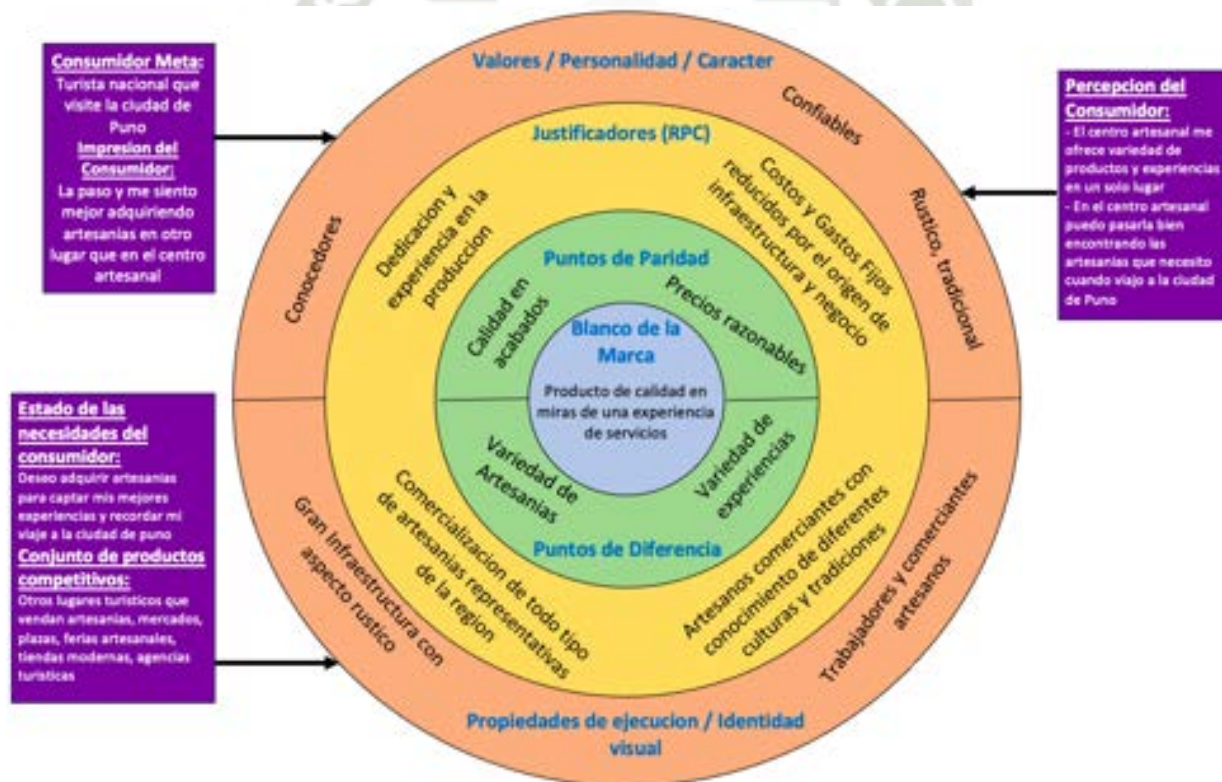 Consumidor Meta:
Turista nacional que
visite la ciudad de
Puno
Impresion del
Consumidor:
La paso y me siento
mejor adquiriendo
artesanias en otro
lugar que en el centro
artesanal
Estado de las
necesidades del
consumidor:
Deseo adquirir artesanias
para captar mis mejores
experiencias y recordar mi
viaje a la ciudad de puno
Conjunto de productos
competitivos:
Otros lugares turisticos que
vendan artesanias, mercados,
plazas, ferias artesanales,
tiendas modernas, agencias
turisticas
Valores / Personalidad / Caracter
Conocedores
Confiables
Rustico, tradicional
Justificadores (RPC)
Dedicacion y
experiencia en la
produccion
Costos y Gastos Fijos
reducidos por el origen de
infraestructura y negocio
Puntos de Paridad
Calidad en
acabados
Precios razonables
Blanco de la
Marca
Producto de calidad en
miras de una experiencia
de servicios
Variedad de
Artesanias
Variedad de
experiencias
Puntos de Diferencia
Comercializacion de todo tipo
de artesanias representativas
de la region
Artesanos comerciantes con
conocimiento de diferentes
culturas y tradiciones
Gran Infraestructura con
aspecto rustico
Trabajadores y comerciantes
artesanos
Propiedades de ejecucion / Identidad
visual
Percepcion del
Consumidor:
- El centro artesanal me
ofrece variedad de
productos y experiencias
en un solo lugar
- En el centro artesanal
puedo pasarla bien
encontrando las
artesanias que necesito
cuando viajo a la ciudad
de Puno